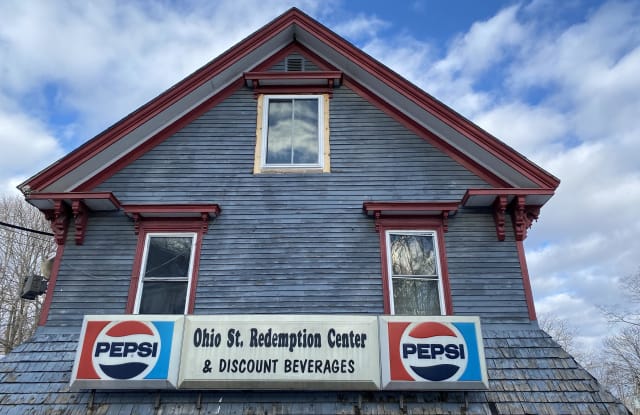 PEPSI
Ohio St. Redemption Center
& DISCOUNT BEVERAGES
PEPSI